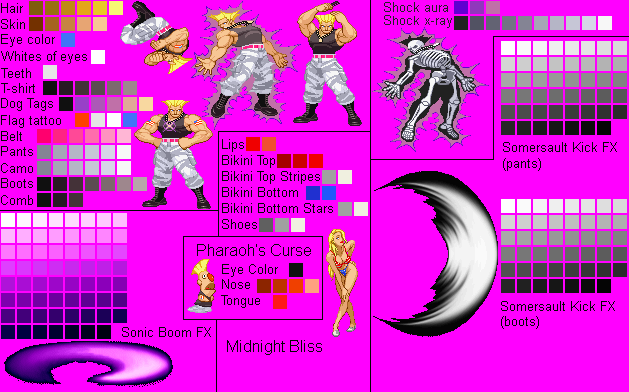 Hair
Skin
Eye color
Whites of eyes
Teeth
T-shirt
Dog Tags
Flag tattoo
Belt
Pants
Camo
Boots
Comb
Sonic Boom FX
Lips
Bikini Top
Bikini Top Stripes
Bikini Bottom
Bikini Bottom Stars
Shoes
Pharaoh's Curse
Eye Color
Nose
Tongue
Midnight Bliss
Shock aura
Shock x-ray
Somersault Kick FX
(pants)
Somersault Kick FX
(boots)